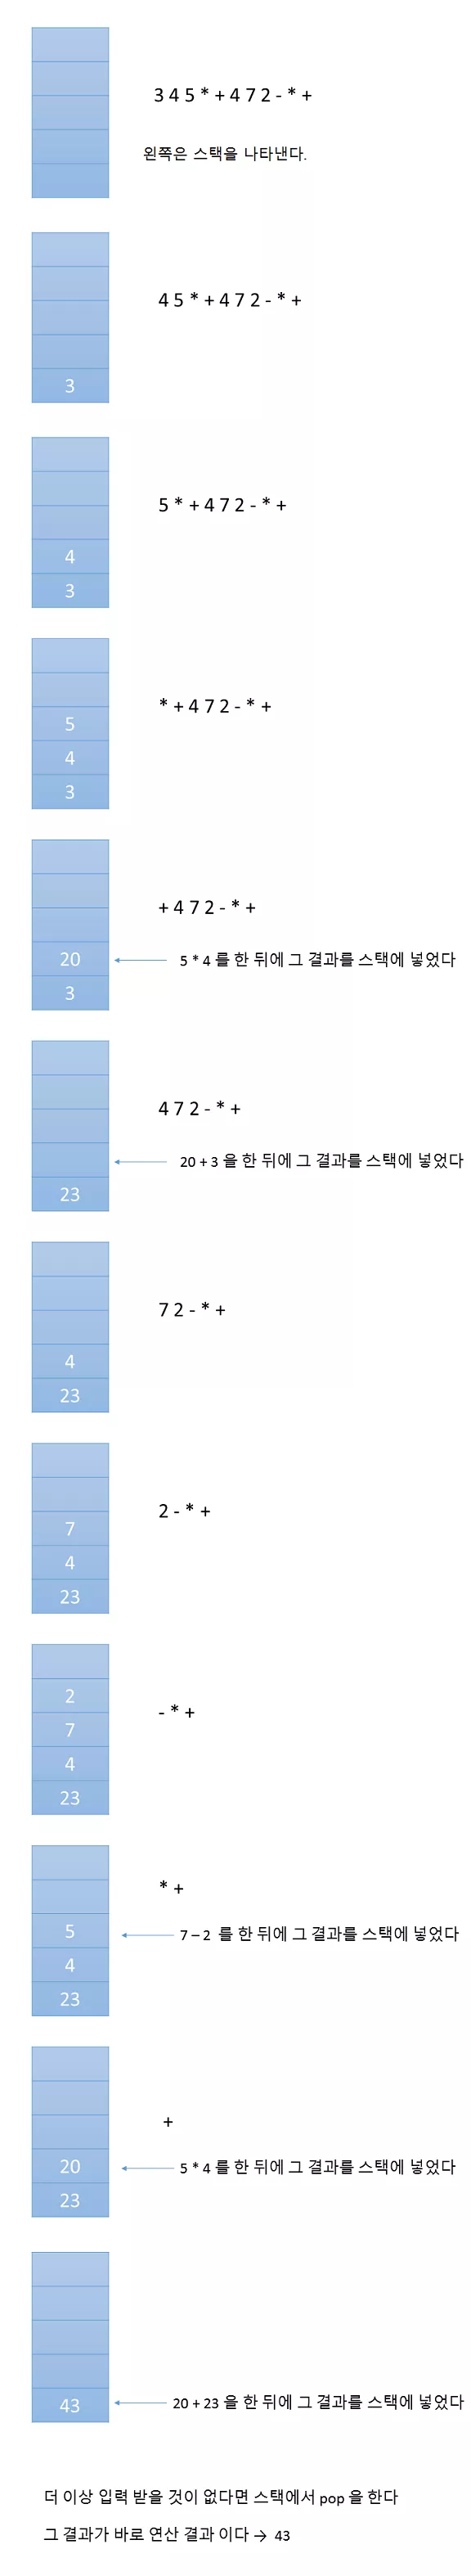 3 4 5 * + 4 7 2 - * +
왼쪽은 스택을 나타낸다.
4 5 * + 4 7 2 - * +
3
5 * + 4 7 2 - * +
4
3
* + 4 7 2 - * +
5
4
3
+ 4 7 2 - * +
20
5 * 4 를 한 뒤에 그 결과를 스택에 넣었다
3
4 7 2 - * +
20 + 3 을 한 뒤에 그 결과를 스택에 넣었다
23
7 2 - * +
4
23
2 - * +
7
4
23
2
- * +
7
4
23
* +
5
7 – 2 를 한 뒤에 그 결과를 스택에 넣었다
4
23
+
20
5 * 4 를 한 뒤에 그 결과를 스택에 넣었다
23
43
20 + 23 을 한 뒤에 그 결과를 스택에 넣었다
더 이상 입력 받을 것이 없다면 스택에서 pop 을 한다
그 결과가 바로 연산 결과 이다 → 43